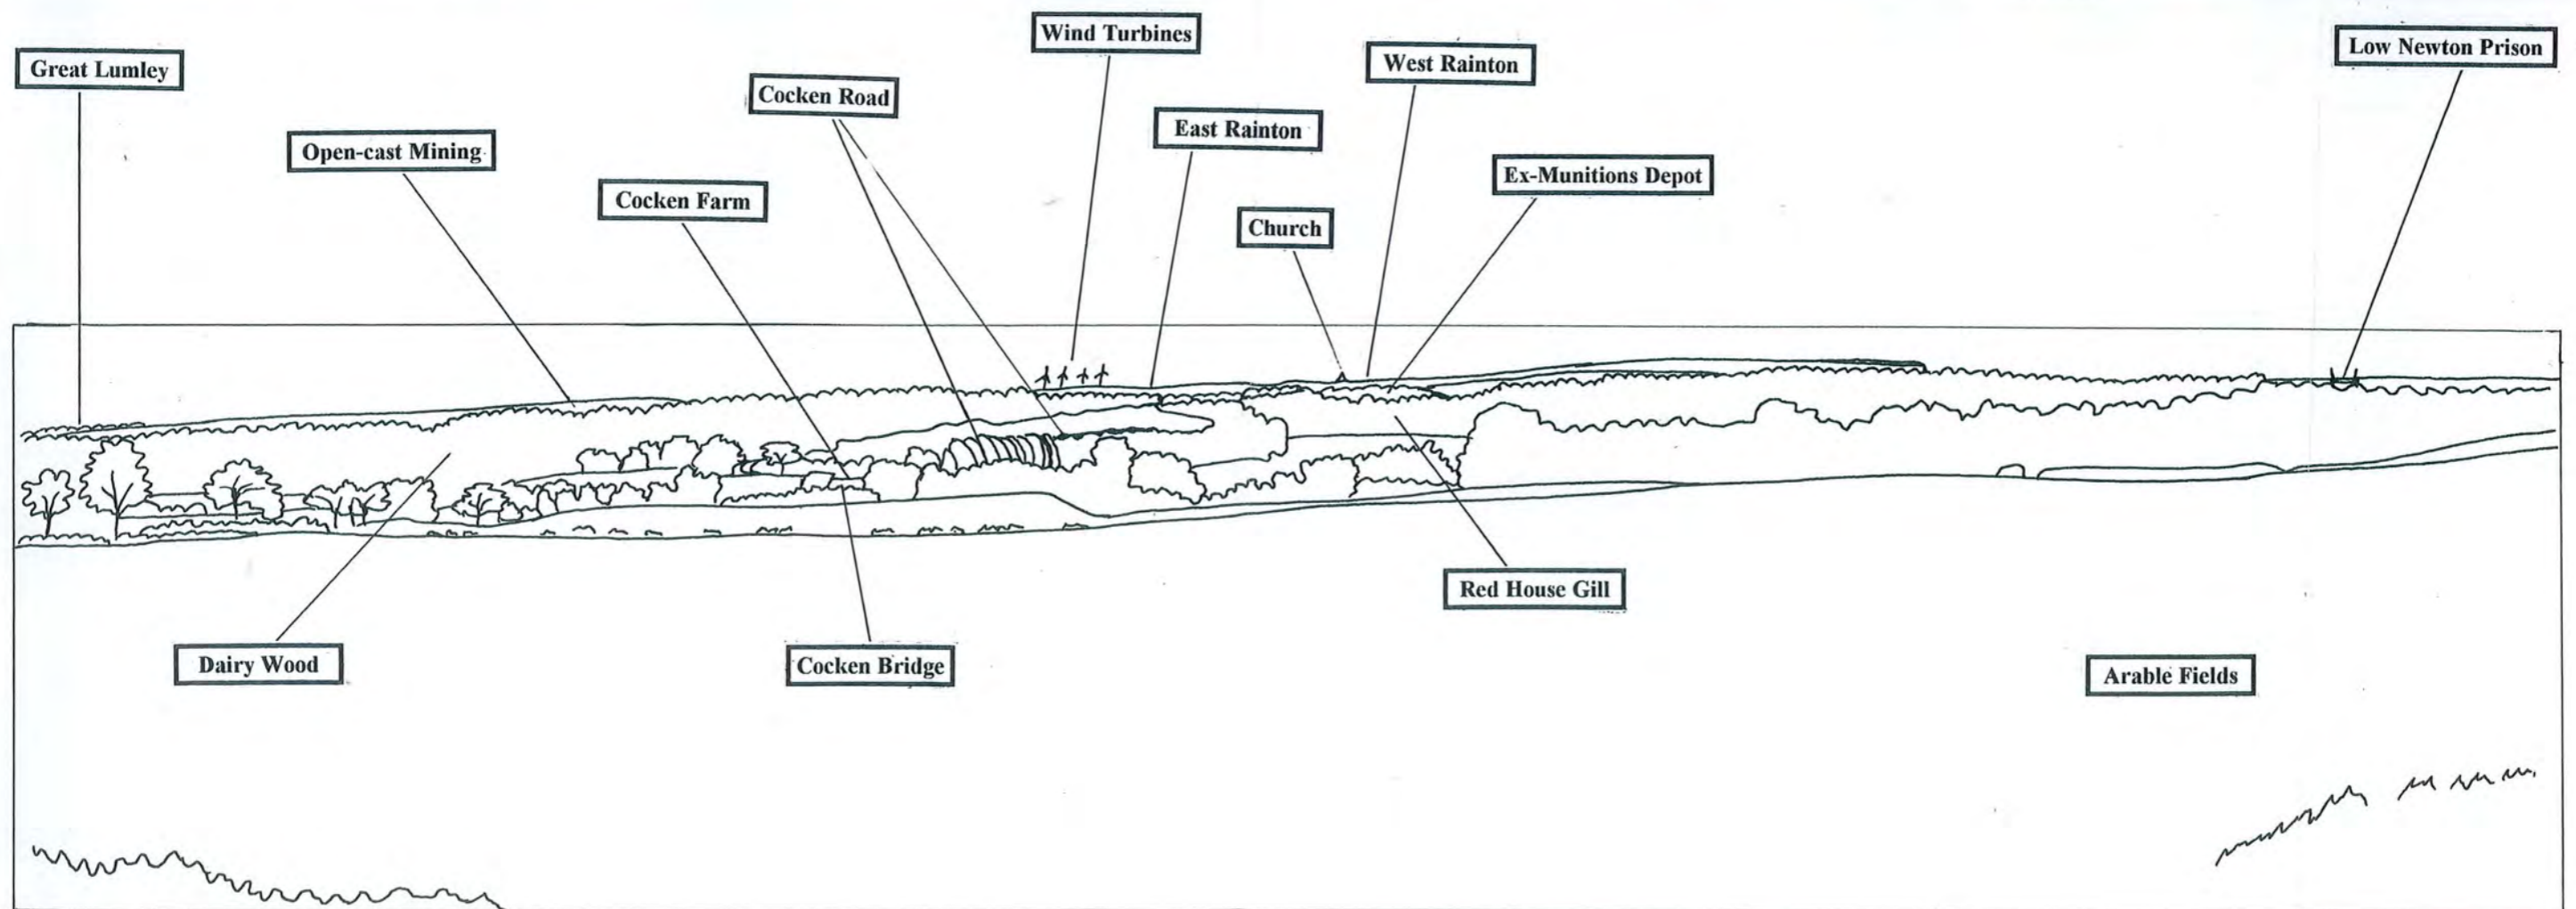 Wind Turbines
Low Newton Prison
West Rainton
Great Lumley
Cocken Road
East Rainton
Open-cast Mining
Ex-Munitions Depot
Cocken Farm
Church
Red House Gill
Dairy Wood
Cocken Bridge
Arable Fields